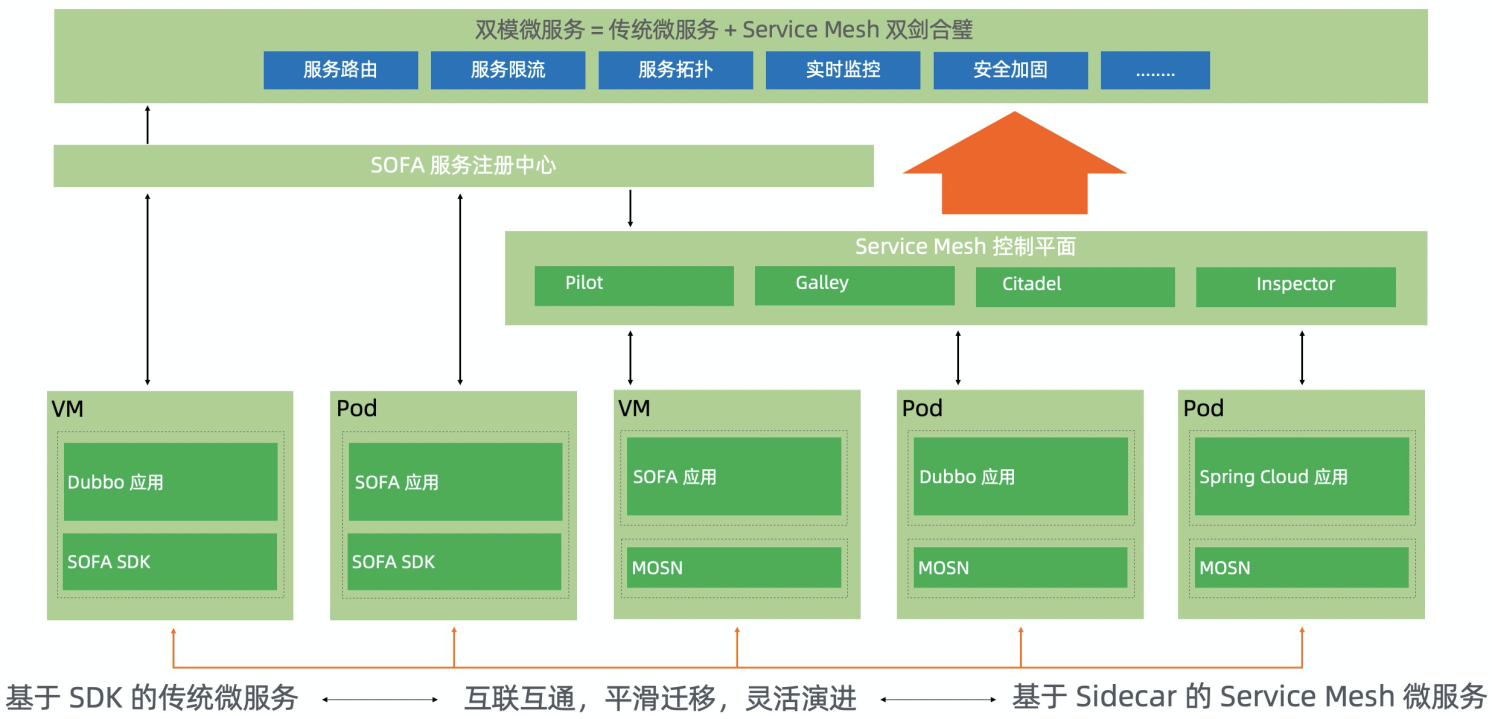 双模微服务 = 传统微服务 + Service Mesh 双剑合璧
服务路由
服务限流
服务拓扑
实时监控
安全加固
........
SOFA 服务注册中心
Service Mesh 控制平面
Pilot
Galley
Citadel
Inspector
VM
Dubbo 应用
SOFA SDK
Pod
SOFA 应用
SOFA SDK
VM
SOFA 应用
MOSN
Pod
Dubbo 应用
MOSN
Pod
Spring Cloud 应用
MOSN
基于 SDK 的传统微服务
互联互通，平滑迁移，灵活演进
基于 Sidecar 的 Service Mesh 微服务